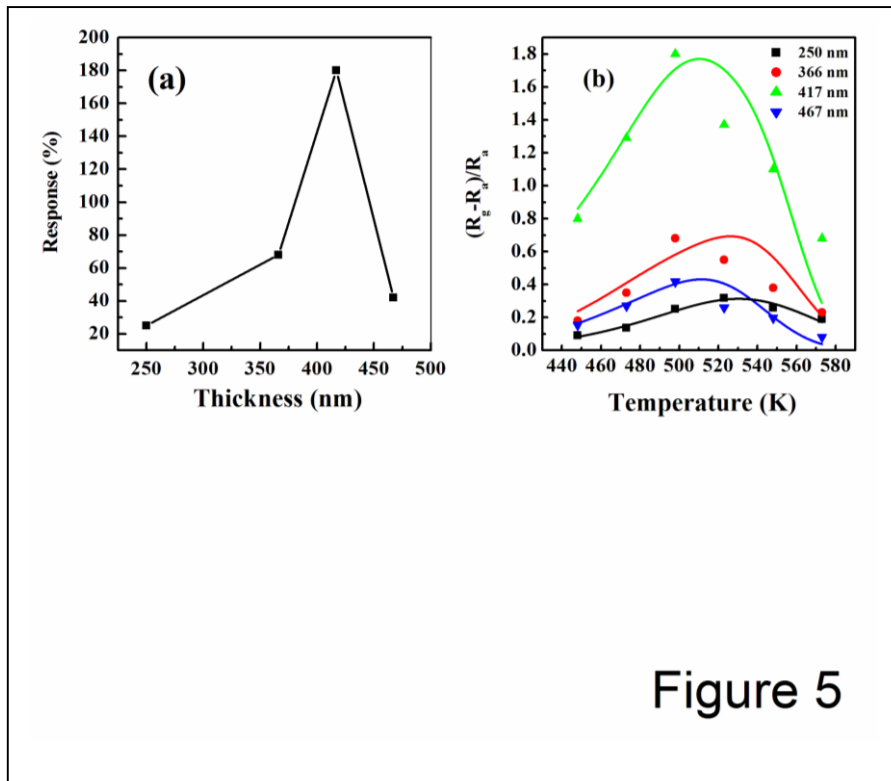 (a)
Response (%)
200
180
160
140
120
100
80
60
40
20
250 300 350 400 450 500
Thickness (nm)
(b)
250 nm
366 nm
417 nm
467 nm
(Rg-Ra)/Ra
1.8
1.6
1.4
1.2
1.0
0.8
0.6
0.4
0.2
0.0
440 460 480 500 520 540 560 580
Temperature (K)
Figure 5